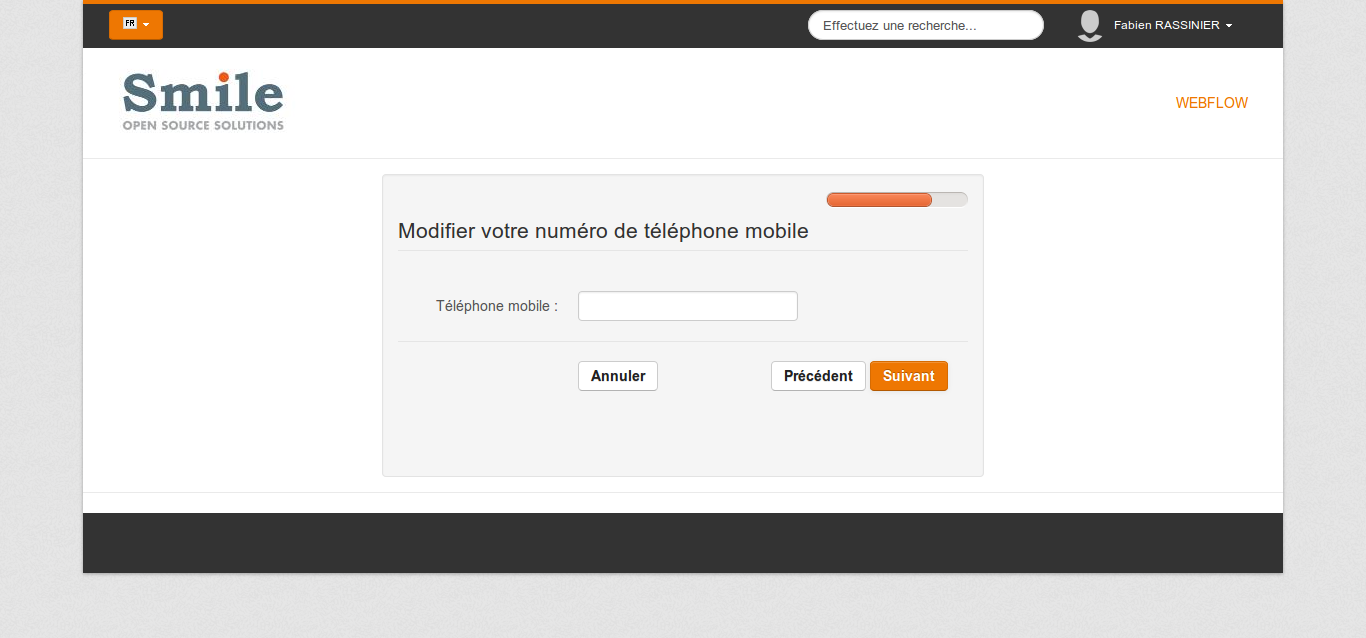 FR
Effectuez une recherche...
Fabien RASSINIER
Smile
OPEN SOURCE SOLUTIONS
WEBFLOW
Modifier votre numéro de téléphone mobile
Téléphone mobile :
Annuler
Précédent
Suivant